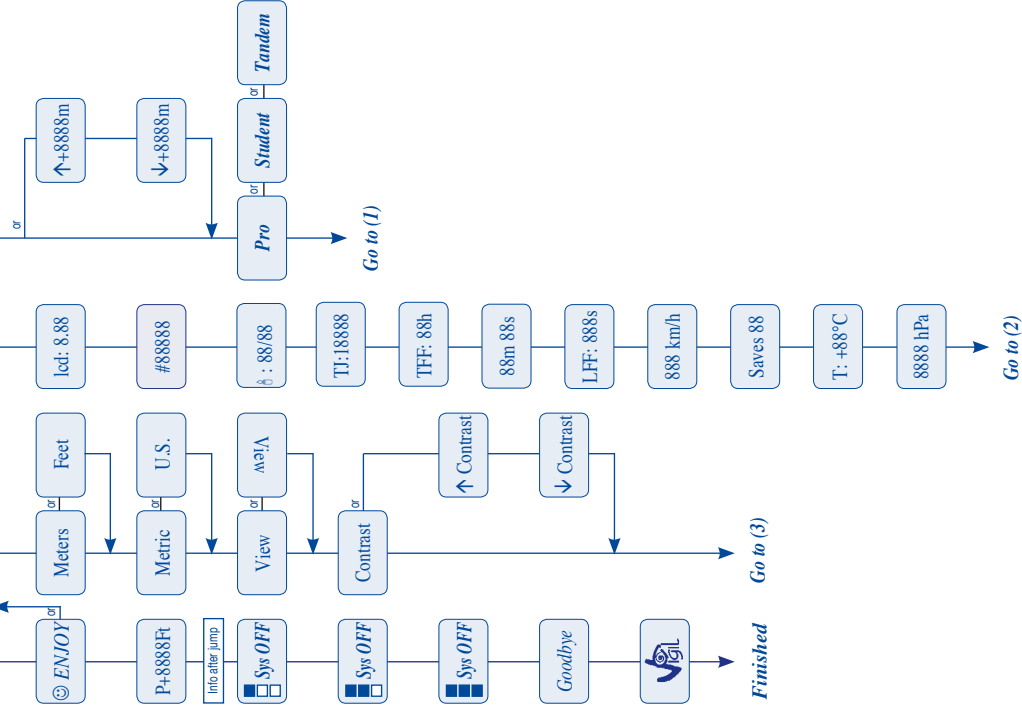 or
↑+8888m
↓+8888m
Pro
or
Student
or
Tandem
Go to (1)
lcd: 8.88
#88888
: 88/88
TJ:18888
TFF: 88h
88m 88s
LFF: 888s
888 km/h
Saves 88
T: +88°C
8888 hPa
Go to (2)
Meters
or
Feet
Metric
or
U.S.
View
or
View
Contrast
or
↑ Contrast
↓ Contrast
Go to (3)
☺ ENJOY
or
P+8888Ft
Info after jump
■□□ Sys OFF
■■□ Sys OFF
■■■ Sys OFF
Goodbye
Vigil
Finished